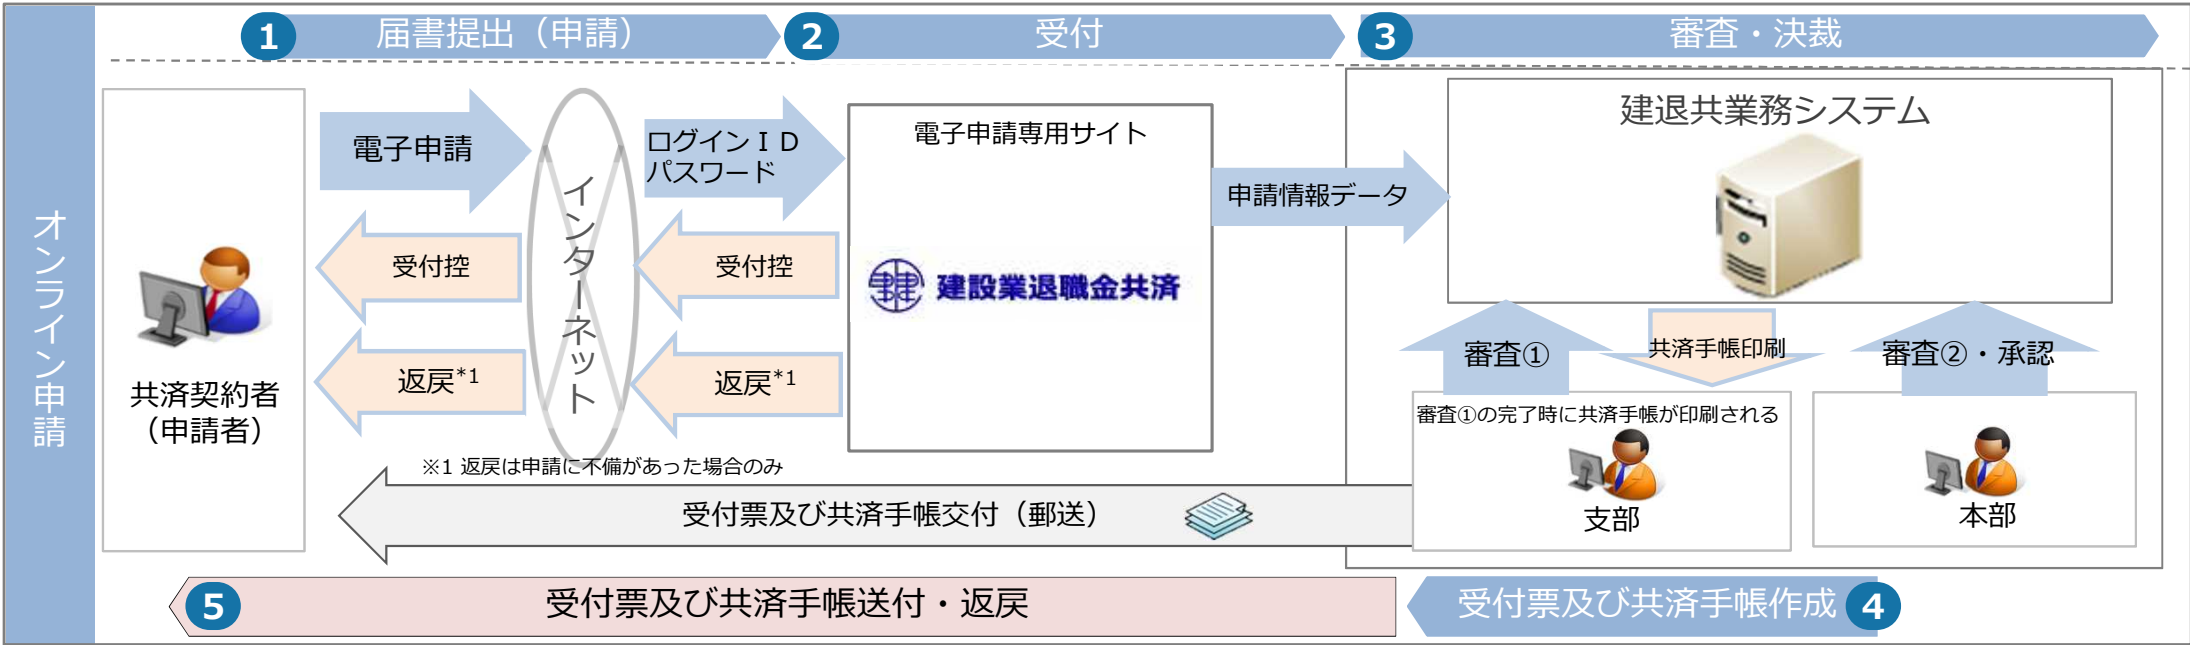 オンライン申請
1
届書提出（申請）
2
受付
3
審査・決裁
共済契約者
（申請者）
電子申請
受付控
返戻*1
インターネット
ログインＩＤ
パスワード
受付控
返戻*1
電子申請専用サイト
建設業退職金共済
申請情報データ
建退共業務システム
審査①
共済手帳印刷
審査②・承認
審査①の完了時に共済手帳が印刷される
支部
本部
※1 返戻は申請に不備があった場合のみ
受付票及び共済手帳交付（郵送）
5
受付票及び共済手帳送付・返戻
受付票及び共済手帳作成
4